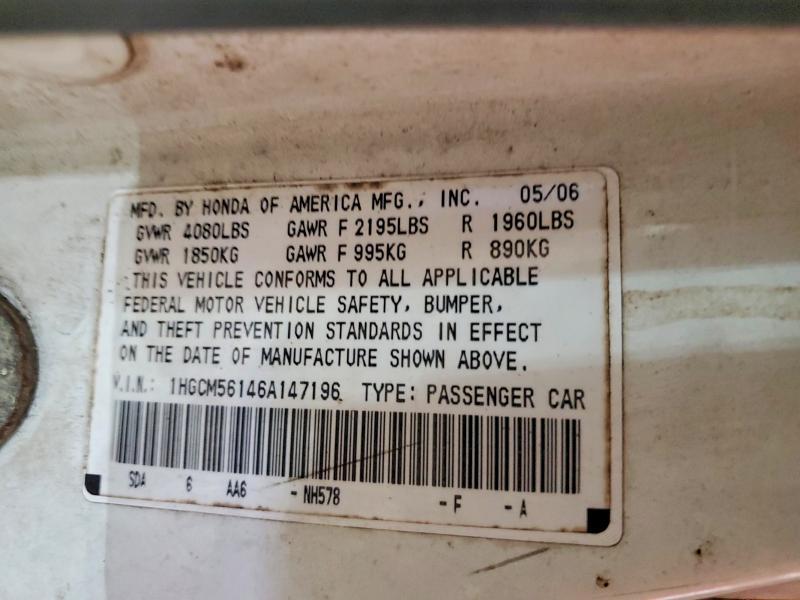 MFD. BY HONDA OF AMERICA MFG., INC. 05/06
GVWR 4080LBS GAWR F 2195LBS R 1960LBS
GVWR 1850KG GAWR F 995KG R 890KG
THIS VEHICLE CONFORMS TO ALL APPLICABLE
FEDERAL MOTOR VEHICLE SAFETY, BUMPER,
AND THEFT PREVENTION STANDARDS IN EFFECT
ON THE DATE OF MANUFACTURE SHOWN ABOVE.
V.I.N.: 1HGCM56146A147196 TYPE: PASSENGER CAR
SDA 6 AA6 -NH578 -F -A